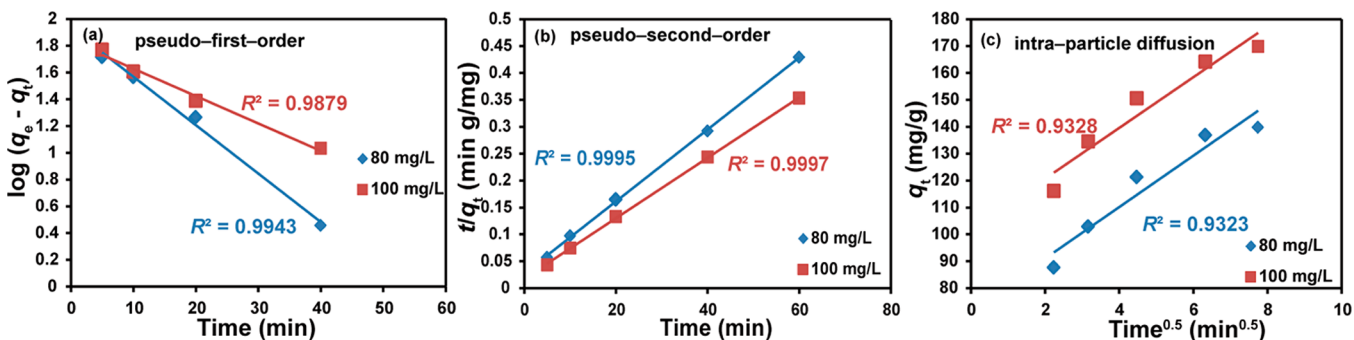 (a) pseudo–first–order
log (qe - qt)
2
1.8
1.6
1.4
1.2
1
0.8
0.6
0.4
0.2
0
R² = 0.9879
R² = 0.9943
80 mg/L
100 mg/L
0 10 20 30 40 50 60
Time (min)
(b) pseudo–second–order
t/qt (min g/mg)
0.5
0.45
0.4
0.35
0.3
0.25
0.2
0.15
0.1
0.05
0
R² = 0.9995
R² = 0.9997
80 mg/L
100 mg/L
0 20 40 60 80
Time (min)
(c) intra–particle diffusion
qt (mg/g)
180
170
160
150
140
130
120
110
100
90
80
R² = 0.9328
R² = 0.9323
80 mg/L
100 mg/L
0 2 4 6 8 10
Time0.5 (min0.5)